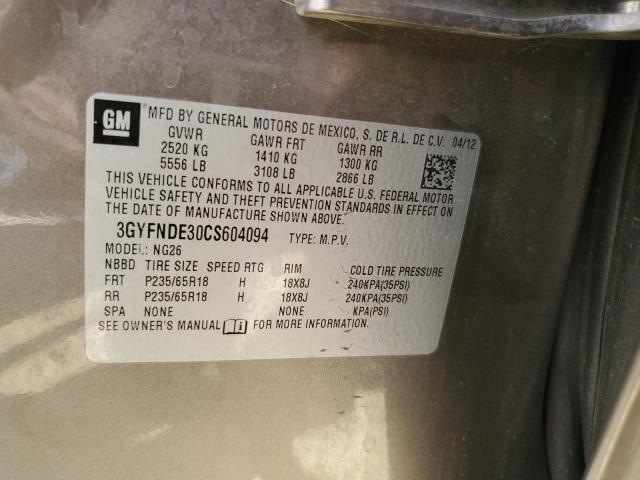 GM
MFD BY GENERAL MOTORS DE MEXICO, S. DE R.L. DE C.V. 04/12
GVWR GAWR FRT GAWR RR
2520 KG 1410 KG 1300 KG
5556 LB 3108 LB 2866 LB
THIS VEHICLE CONFORMS TO ALL APPLICABLE U.S. FEDERAL MOTOR
VEHICLE SAFETY AND THEFT PREVENTION STANDARDS IN EFFECT ON
THE DATE OF MANUFACTURE SHOWN ABOVE.
3GYFNDE30CS604094 TYPE: M.P.V.
MODEL: NG26
NBBD TIRE SIZE SPEED RTG RIM COLD TIRE PRESSURE
FRT P235/65R18 H 18X8J 240KPA(35PSI)
RR P235/65R18 H 18X8J 240KPA(35PSI)
SPA NONE NONE KPA(PSI)
SEE OWNER'S MANUAL FOR MORE INFORMATION.